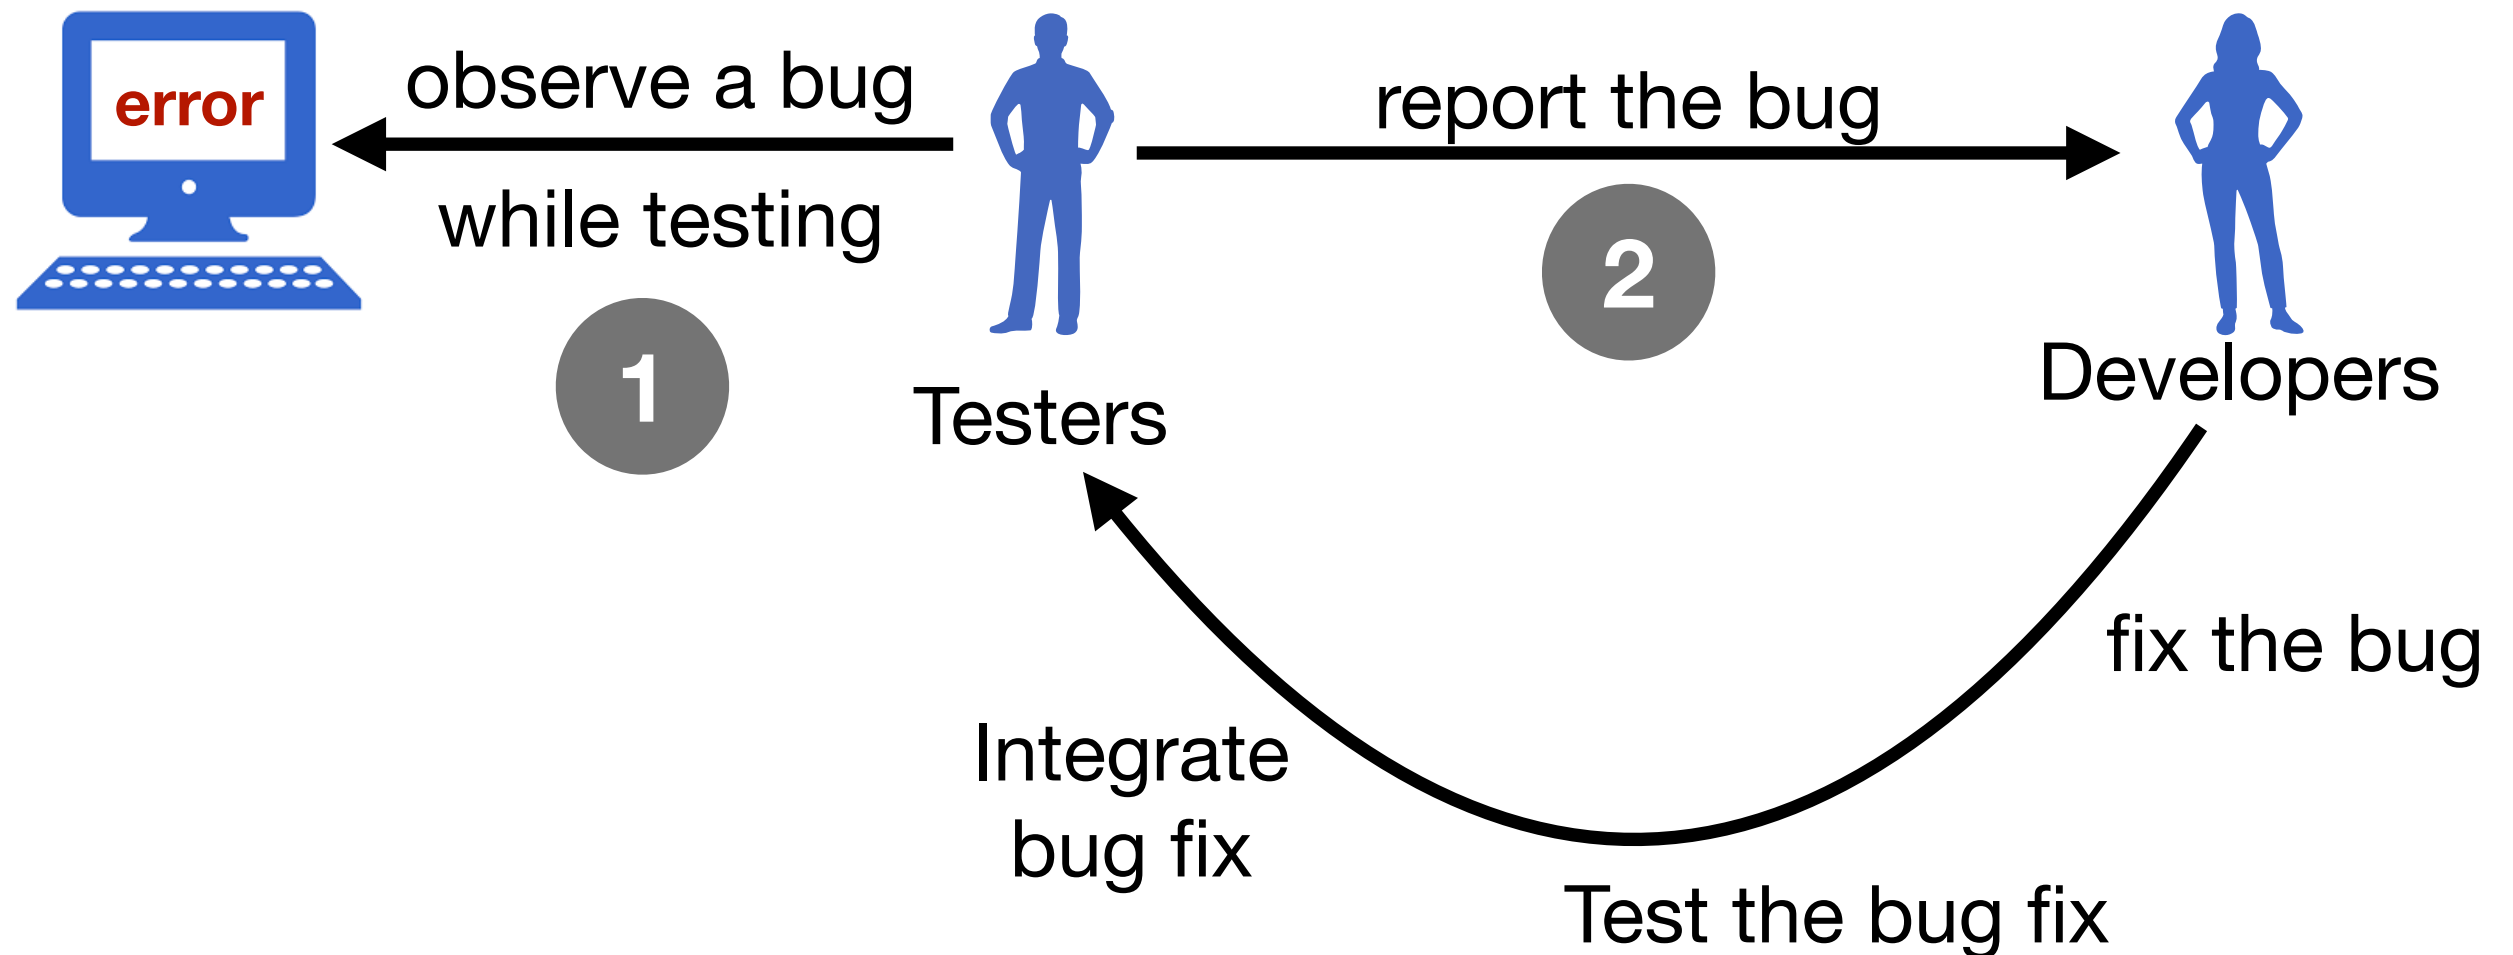 error
observe a bug
while testing
1
Testers
report the bug
2
Developers
fix the bug
Integrate
bug fix
Test the bug fix